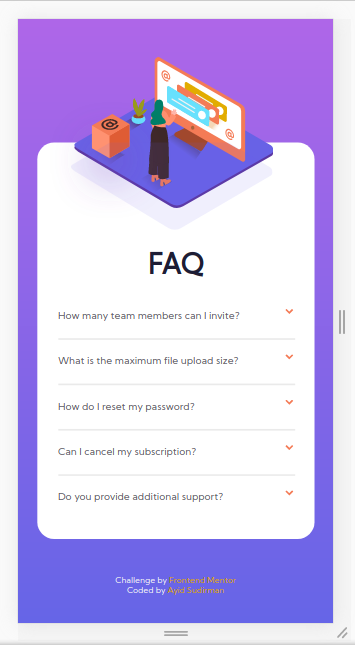 FAQ
How many team members can I invite?
What is the maximum file upload size?
How do I reset my password?
Can I cancel my subscription?
Do you provide additional support?
Challenge by Frontend Mentor
Coded by Ayid Sudirman